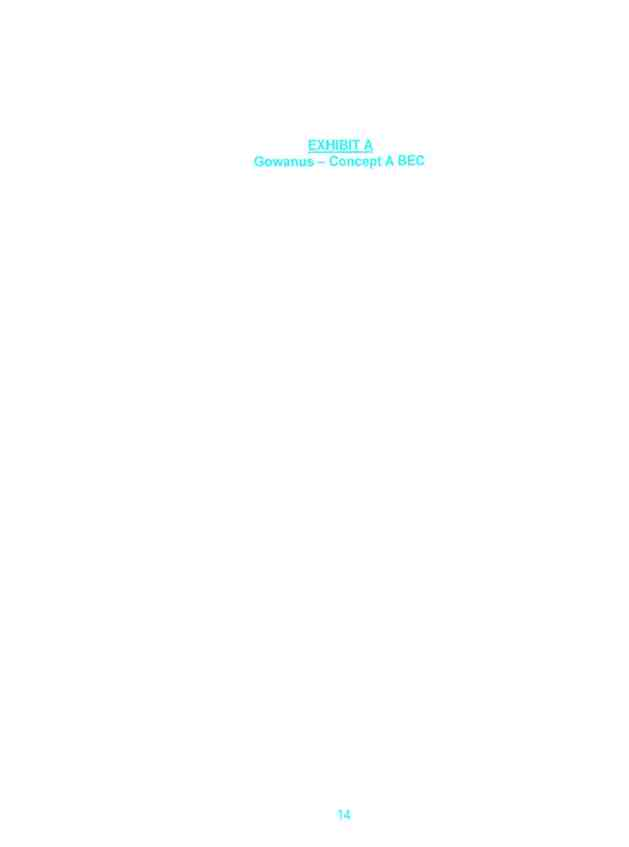 EXHIBIT A
Gowanus – Concept A BEC
14